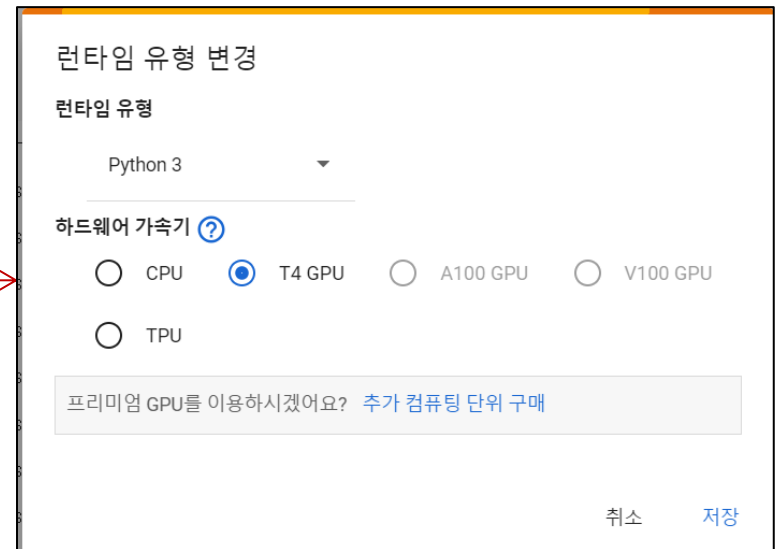 런타임 유형 변경
런타임 유형
Python 3
하드웨어 가속기 ?
CPU T4 GPU A100 GPU V100 GPU
TPU
프리미엄 GPU를 이용하시겠어요? 추가 컴퓨팅 단위 구매
취소 저장